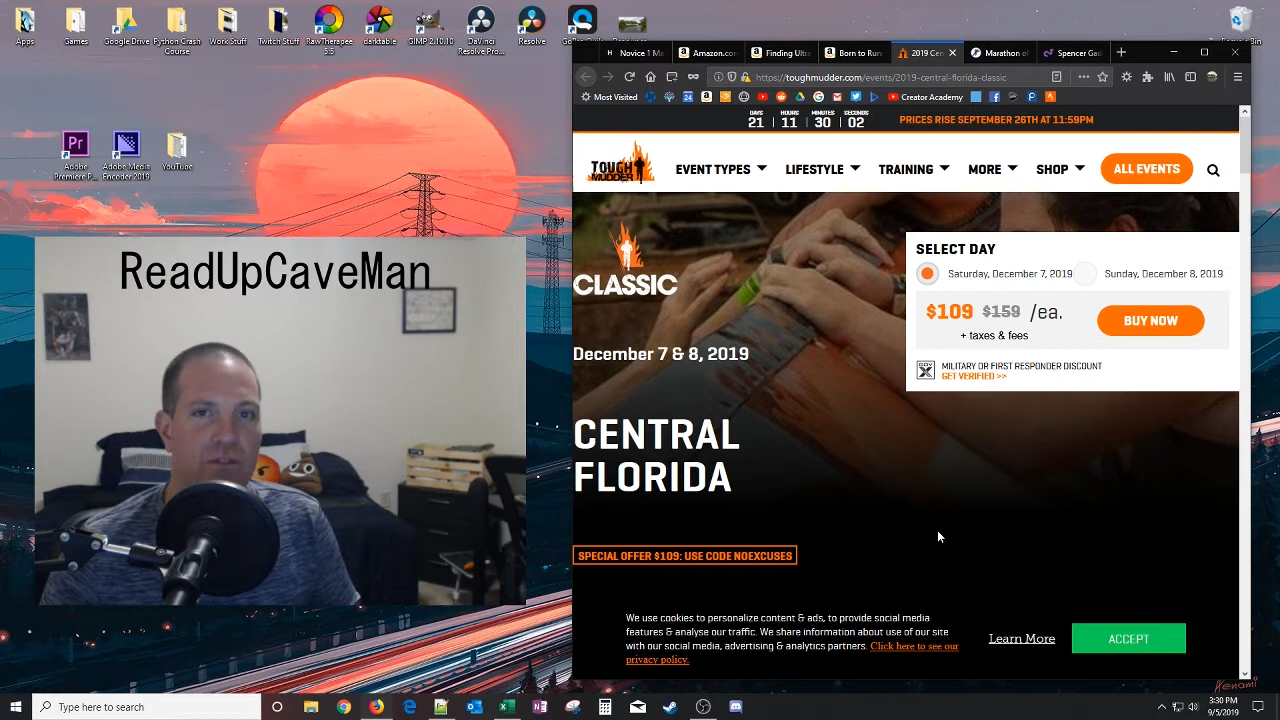 Apps
Games
Google Drive
Python Crash Course
Work Stuff
Twitch Stuff
RawTherapee 5.5
darktable
GIMP 2.10.10
DaVinci Resolve Pro...
Resolve
Adobe Premiere P...
Adobe Media Encoder 2019
YouTube
ReadUpCaveMan
Novice 1 Ma
Amazon.com
Finding Ultra
Born to Run
2019 Cen
Marathon of
Spencer Gad
https://toughmudder.com/events/2019-central-florida-classic
Most Visited
24
Creator Academy
DAYS HOURS MINUTES SECONDS
21 11 30 02
PRICES RISE SEPTEMBER 26TH AT 11:59PM
TOUGH MUDDER
EVENT TYPES LIFESTYLE TRAINING MORE SHOP ALL EVENTS
CLASSIC
December 7 & 8, 2019
CENTRAL
FLORIDA
SPECIAL OFFER $109: USE CODE NOEXCUSES
SELECT DAY
Saturday, December 7, 2019 Sunday, December 8, 2019
$109 $159 /ea. BUY NOW
+ taxes & fees
MILITARY OR FIRST RESPONDER DISCOUNT
GET VERIFIED >>
We use cookies to personalize content & ads, to provide social media
features & analyse our traffic. We share information about use of our site
with our social media, advertising & analytics partners. Click here to see our
privacy policy.
Learn More
ACCEPT
Kenami
Type here to search
3:30 PM
9/5/2019